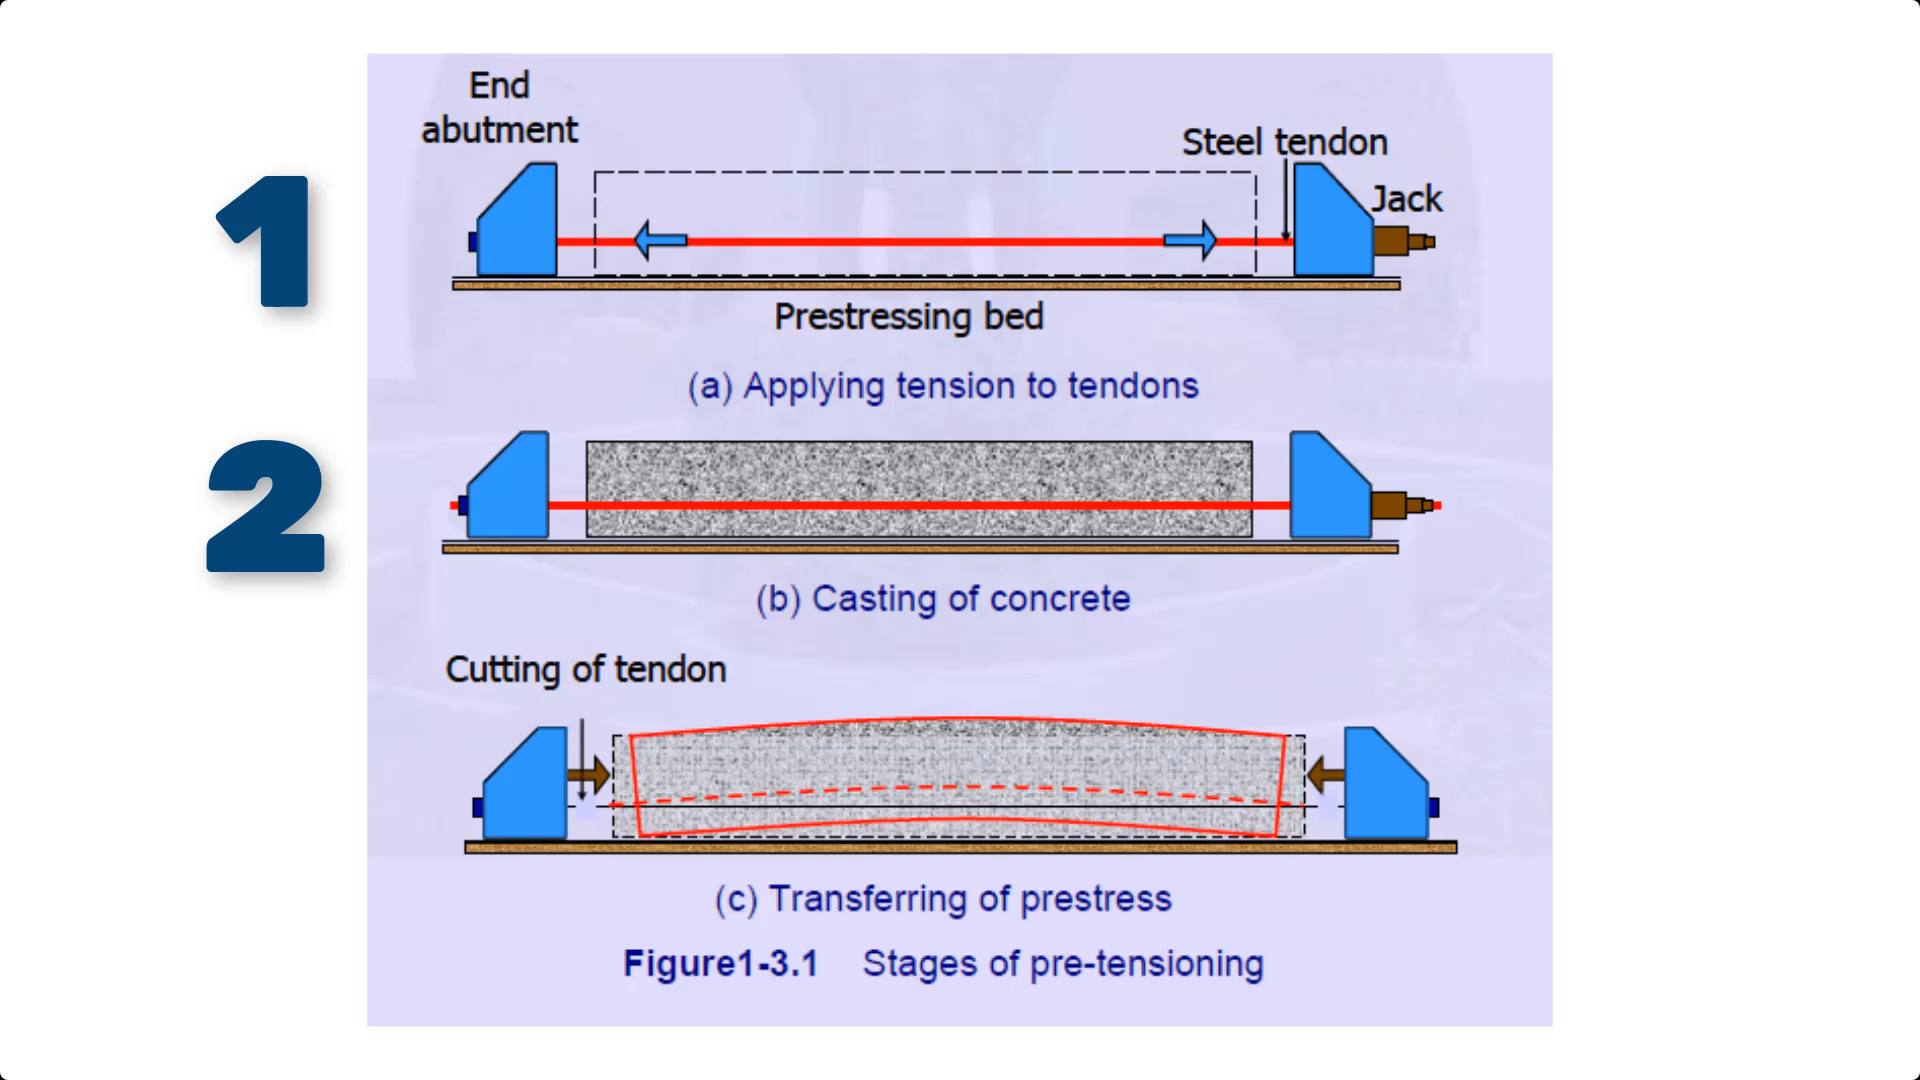 1
End
abutment
Steel tendon
Jack
Prestressing bed
(a) Applying tension to tendons
2
(b) Casting of concrete
Cutting of tendon
(c) Transferring of prestress
Figure1-3.1 Stages of pre-tensioning